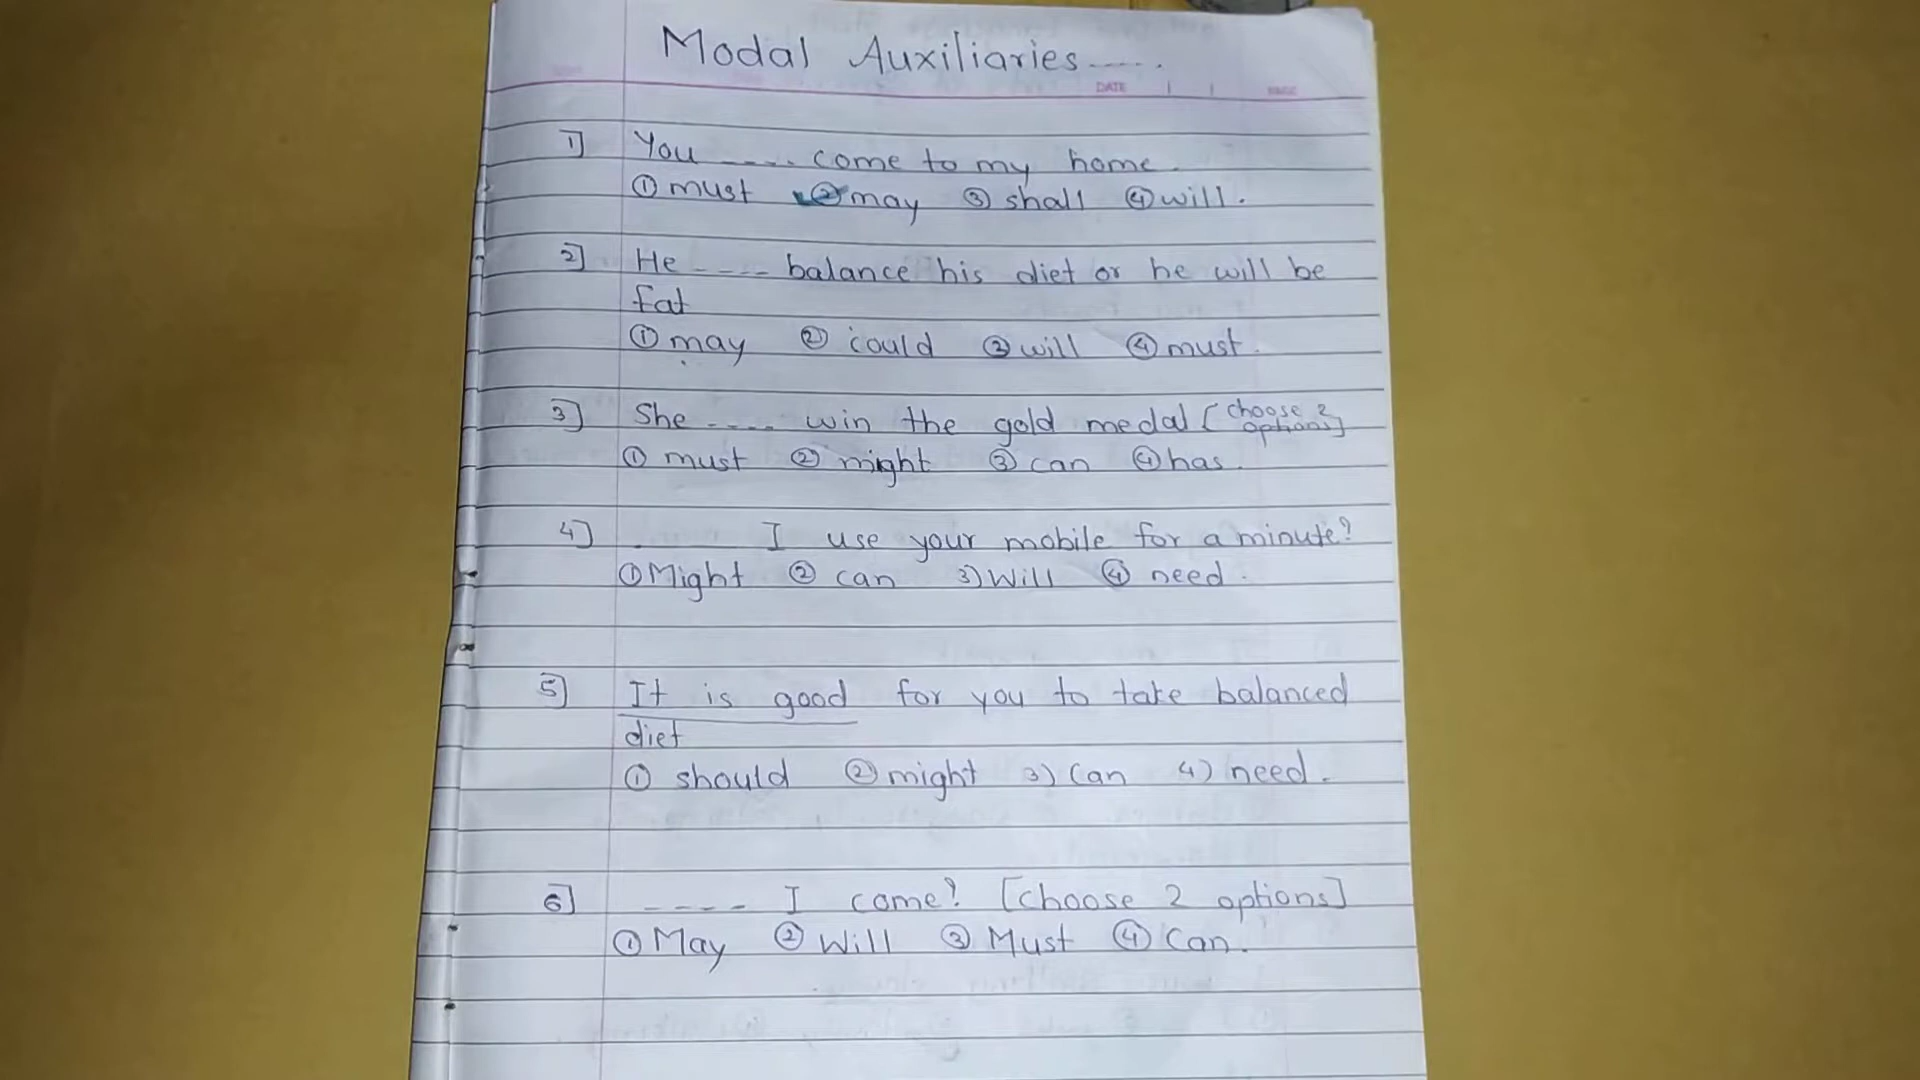 Modal Auxiliaries.....
DATE | | PAGE
1] You .... come to my home.
① must ② may ③ shall ④ will.
2] He .... balance his diet or he will be
fat
① may ② could ③ will ④ must.
3] She .... win the gold medal [choose 2
options]
① must ② might ③ can ④ has.
4] ____ I use your mobile for a minute?
① Might ② can 3) Will ④ need.
5] It is good for you to take balanced
diet
① should ② might 3) Can 4) need.
6] ---- I come? [choose 2 options]
① May ② Will ③ Must ④ Can.